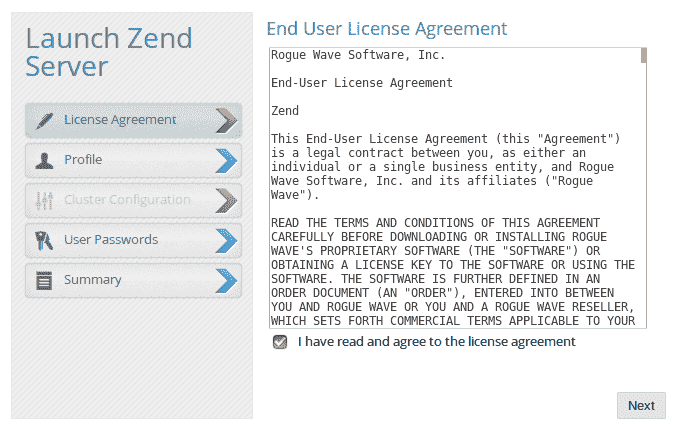 Launch Zend
Server
License Agreement
Profile
Cluster Configuration
User Passwords
Summary
End User License Agreement
Rogue Wave Software, Inc.
End-User License Agreement
Zend
This End-User License Agreement (this "Agreement")
is a legal contract between you, as either an
individual or a single business entity, and Rogue
Wave Software, Inc. and its affiliates ("Rogue
Wave").
READ THE TERMS AND CONDITIONS OF THIS AGREEMENT
CAREFULLY BEFORE DOWNLOADING OR INSTALLING ROGUE
WAVE'S PROPRIETARY SOFTWARE (THE "SOFTWARE") OR
OBTAINING A LICENSE KEY TO THE SOFTWARE OR USING THE
SOFTWARE. THE SOFTWARE IS FURTHER DEFINED IN AN
ORDER DOCUMENT (AN "ORDER"), ENTERED INTO BETWEEN
YOU AND ROGUE WAVE OR YOU AND A ROGUE WAVE RESELLER,
WHICH SETS FORTH COMMERCIAL TERMS APPLICABLE TO YOUR
I have read and agree to the license agreement
Next